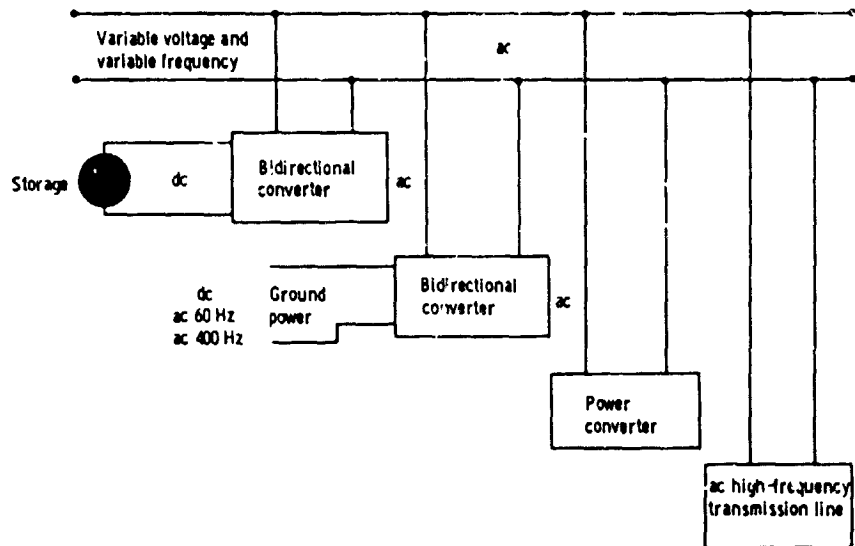 Variable voltage and
variable frequency
ac
Storage
dc
Bidirectional
converter
ac
dc
ac 60 Hz
ac 400 Hz
Ground
power
Bidirectional
converter
ac
Power
converter
ac high-frequency
transmission line